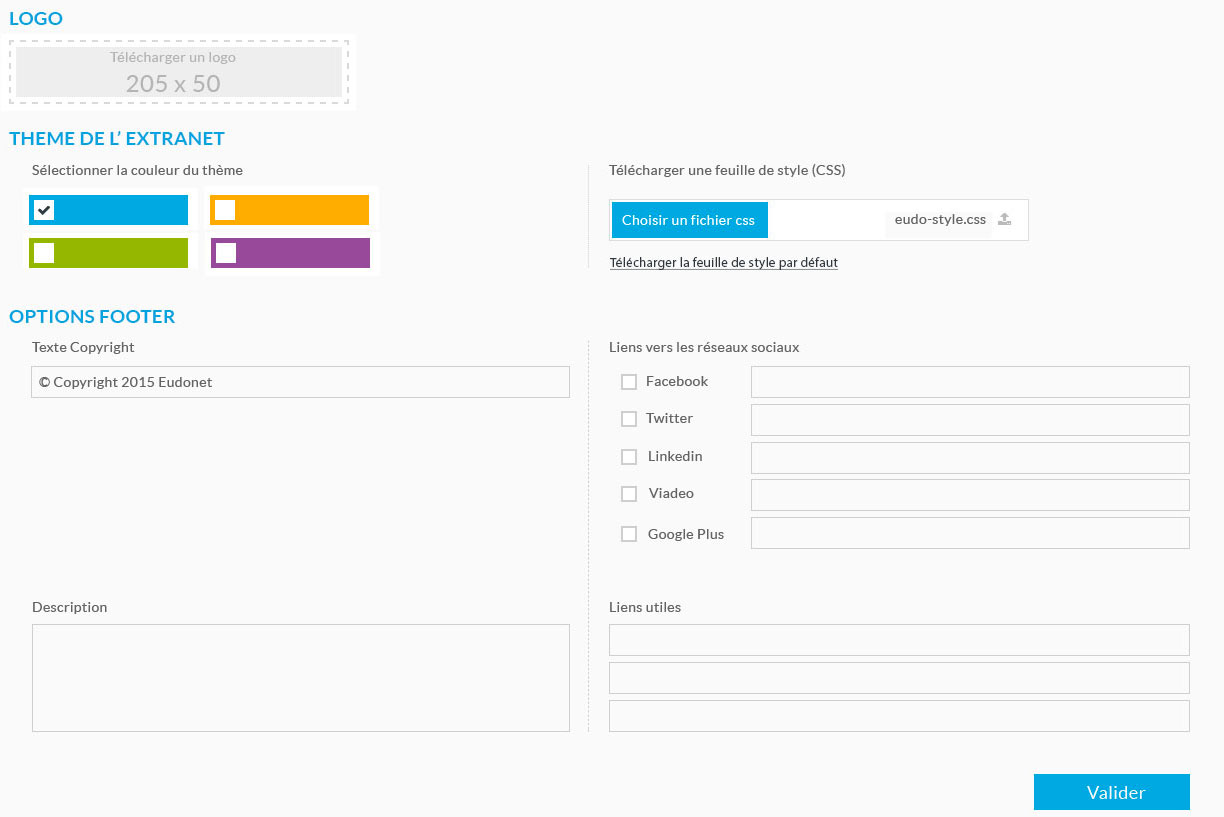 LOGO
Télécharger un logo
205 x 50
THEME DE L’ EXTRANET
Sélectionner la couleur du thème
Télécharger une feuille de style (CSS)
Choisir un fichier css
eudo-style.css
Télécharger la feuille de style par défaut
OPTIONS FOOTER
Texte Copyright
© Copyright 2015 Eudonet
Liens vers les réseaux sociaux
Facebook
Twitter
Linkedin
Viadeo
Google Plus
Description
Liens utiles
Valider